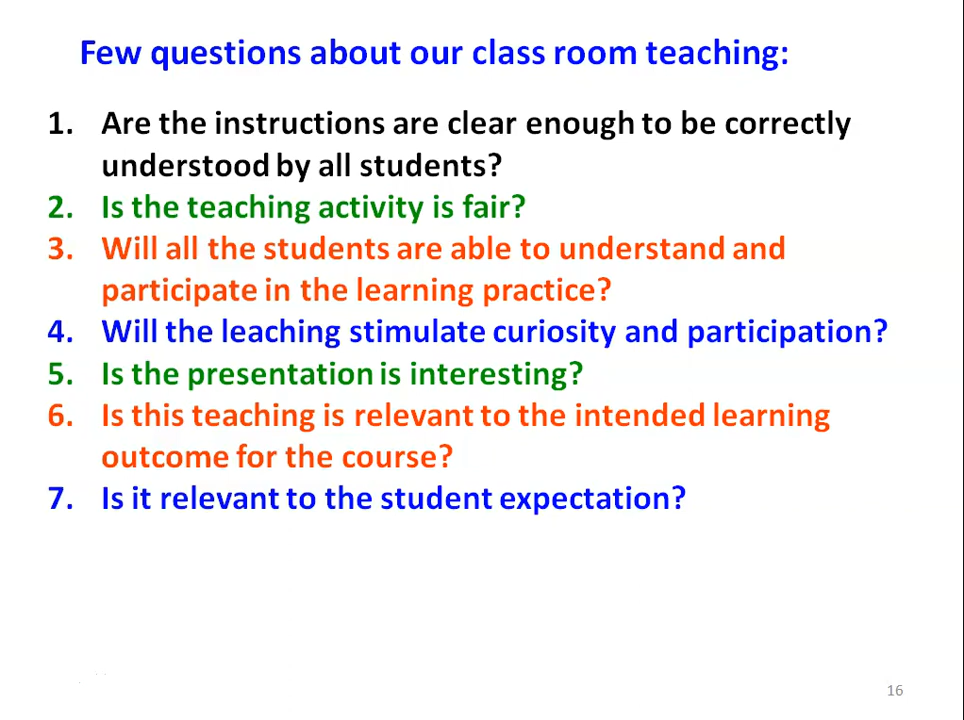 Few questions about our class room teaching:
1. Are the instructions are clear enough to be correctly
understood by all students?
2. Is the teaching activity is fair?
3. Will all the students are able to understand and
participate in the learning practice?
4. Will the leaching stimulate curiosity and participation?
5. Is the presentation is interesting?
6. Is this teaching is relevant to the intended learning
outcome for the course?
7. Is it relevant to the student expectation?
16